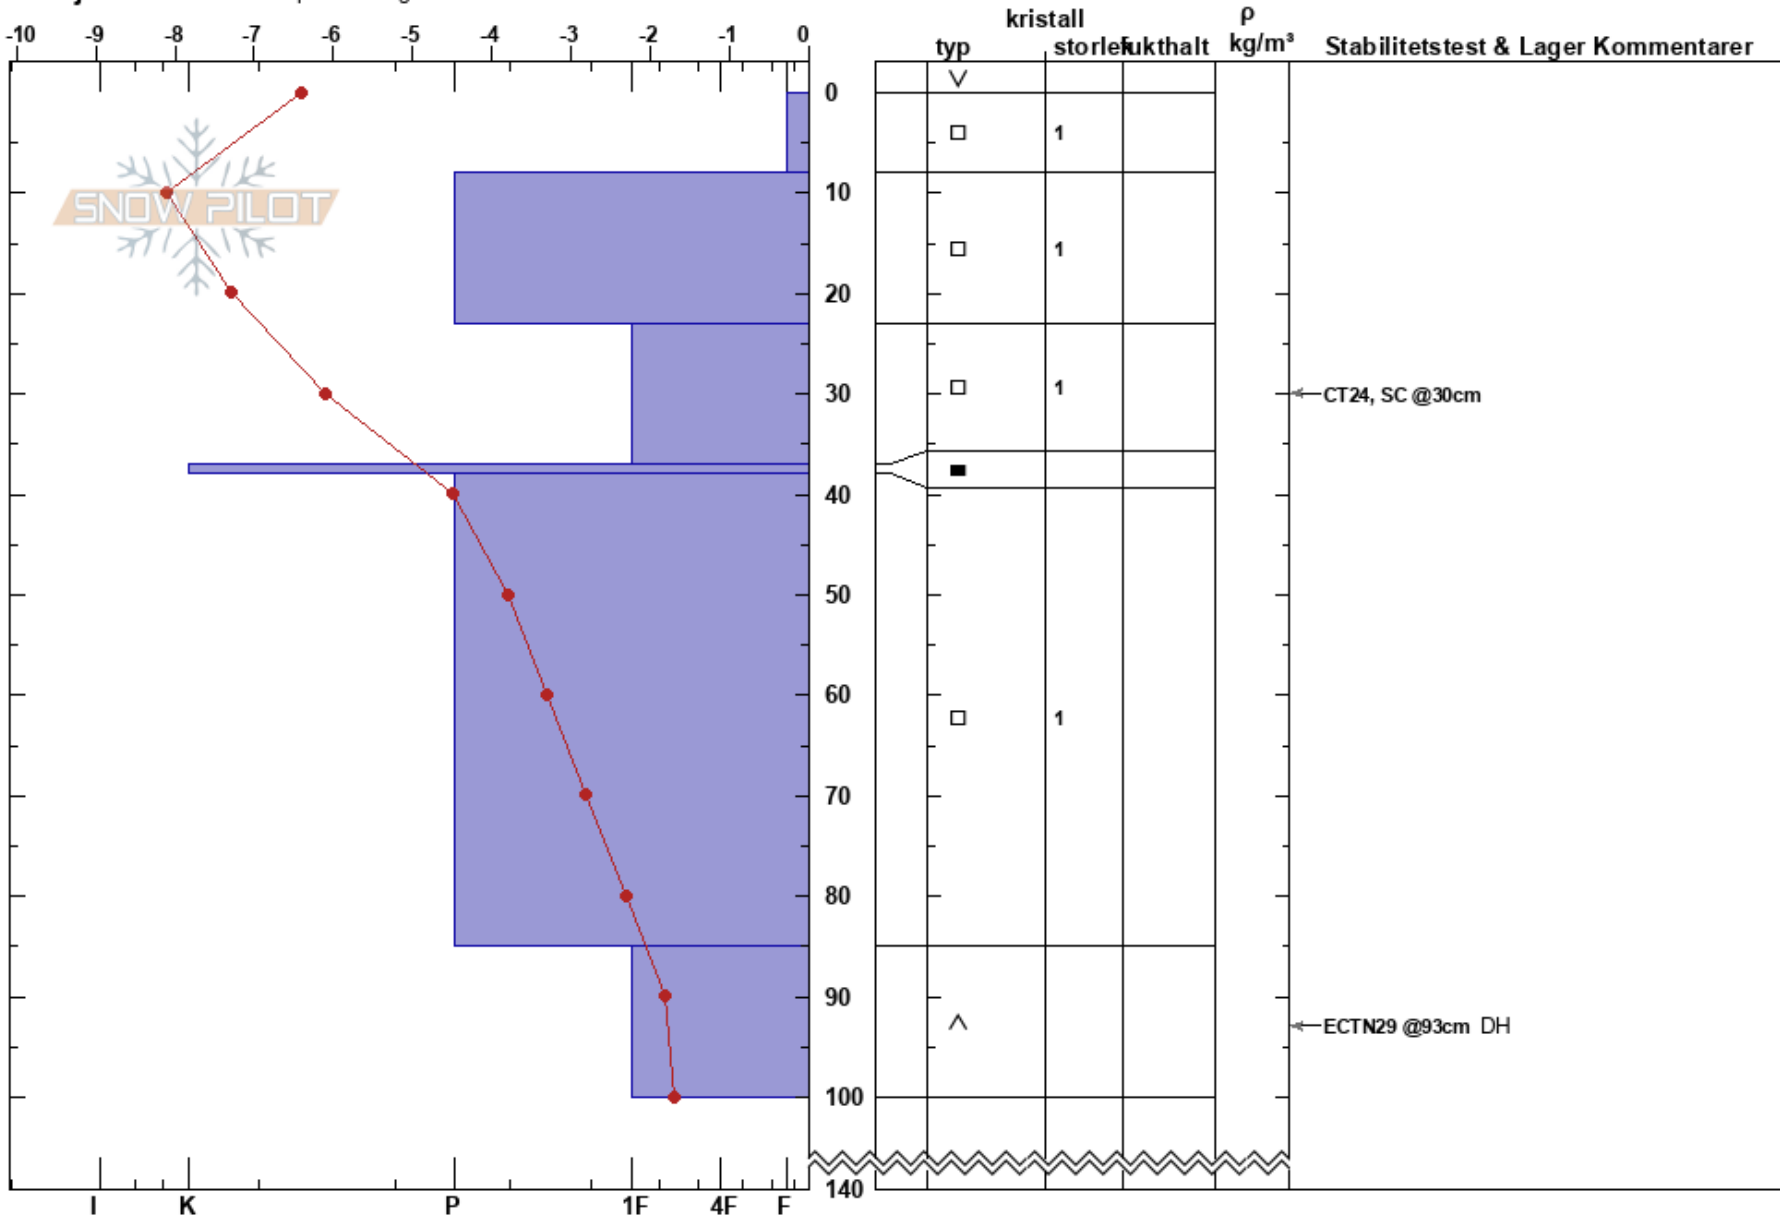 kristall ρ
-10 -9 -8 -7 -6 -5 -4 -3 -2 -1 0 typ storlek fukthalt kg/m³ Stabilitetstest & Lager Kommentarer
0
1
SNOW PILOT 10
1
20
1
30 CT24, SC @30cm
40
50
60
1
70
80
90
ECTN29 @93cm DH
100
140
I K P 1F 4F F